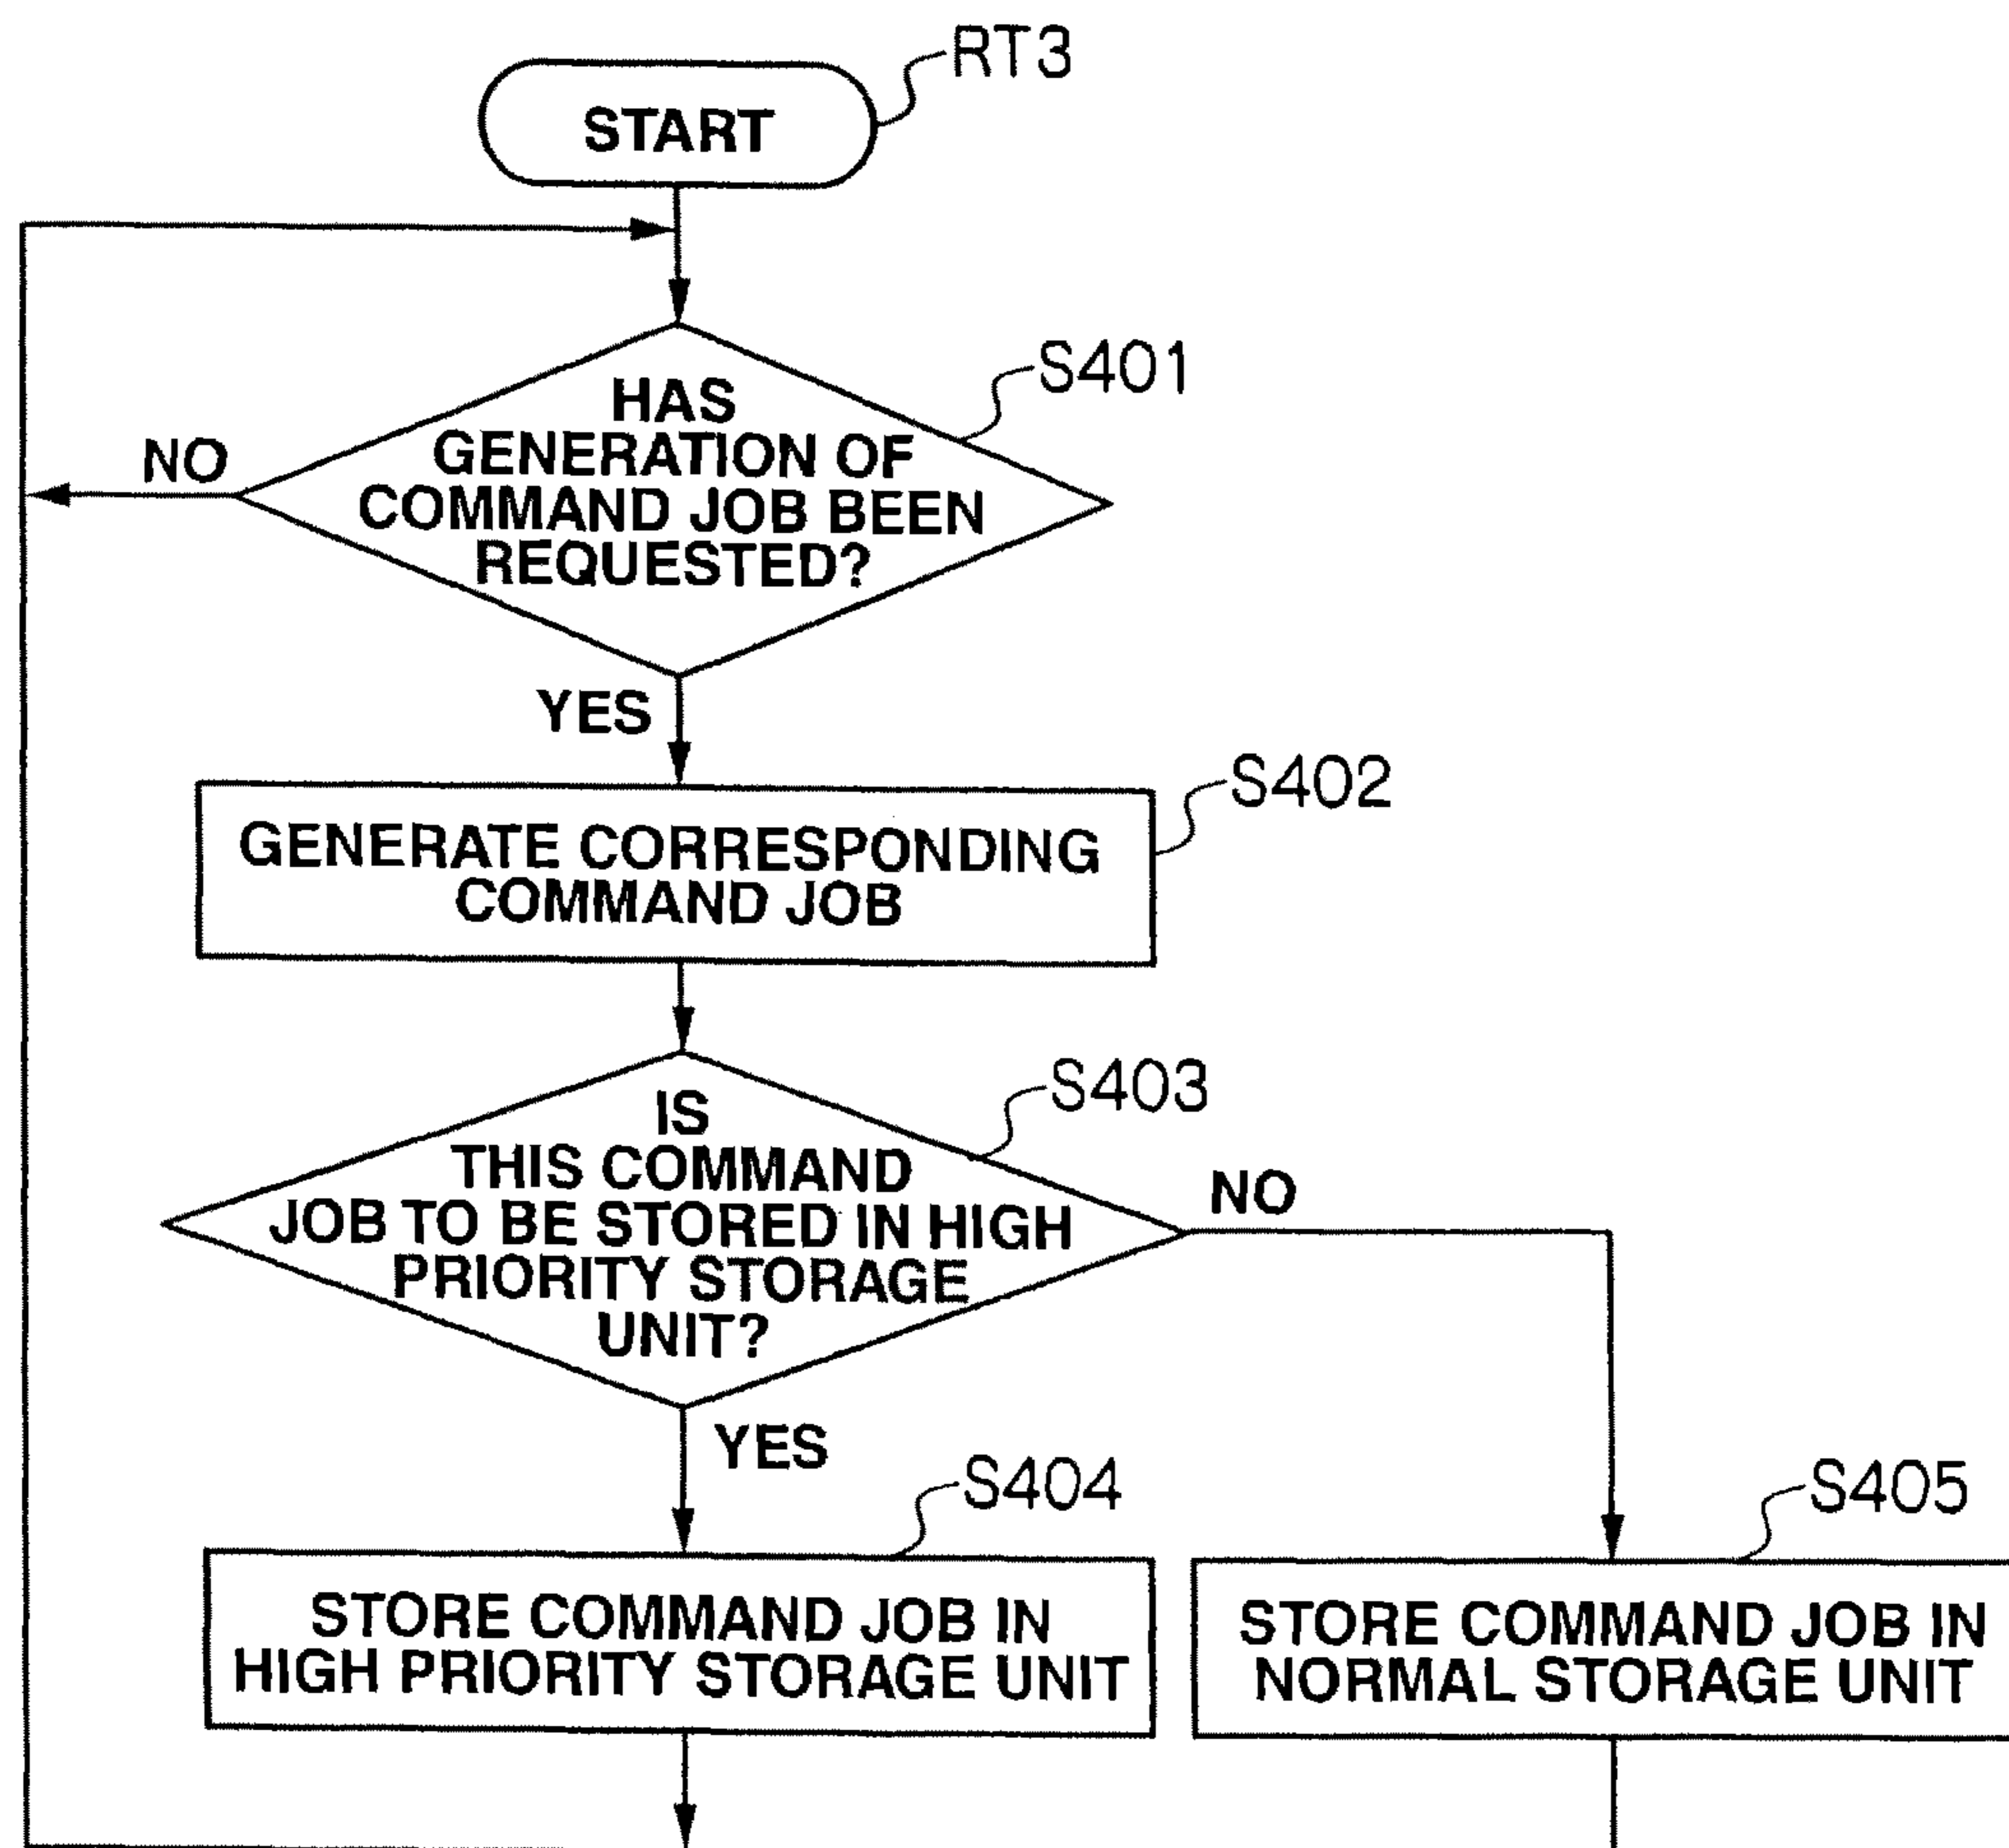 RT3
START
S401
HAS
GENERATION OF
COMMAND JOB BEEN
REQUESTED?
NO
YES
S402
GENERATE CORRESPONDING
COMMAND JOB
S403
IS
THIS COMMAND
JOB TO BE STORED IN HIGH
PRIORITY STORAGE
UNIT?
NO
YES
S404
STORE COMMAND JOB IN
HIGH PRIORITY STORAGE UNIT
S405
STORE COMMAND JOB IN
NORMAL STORAGE UNIT